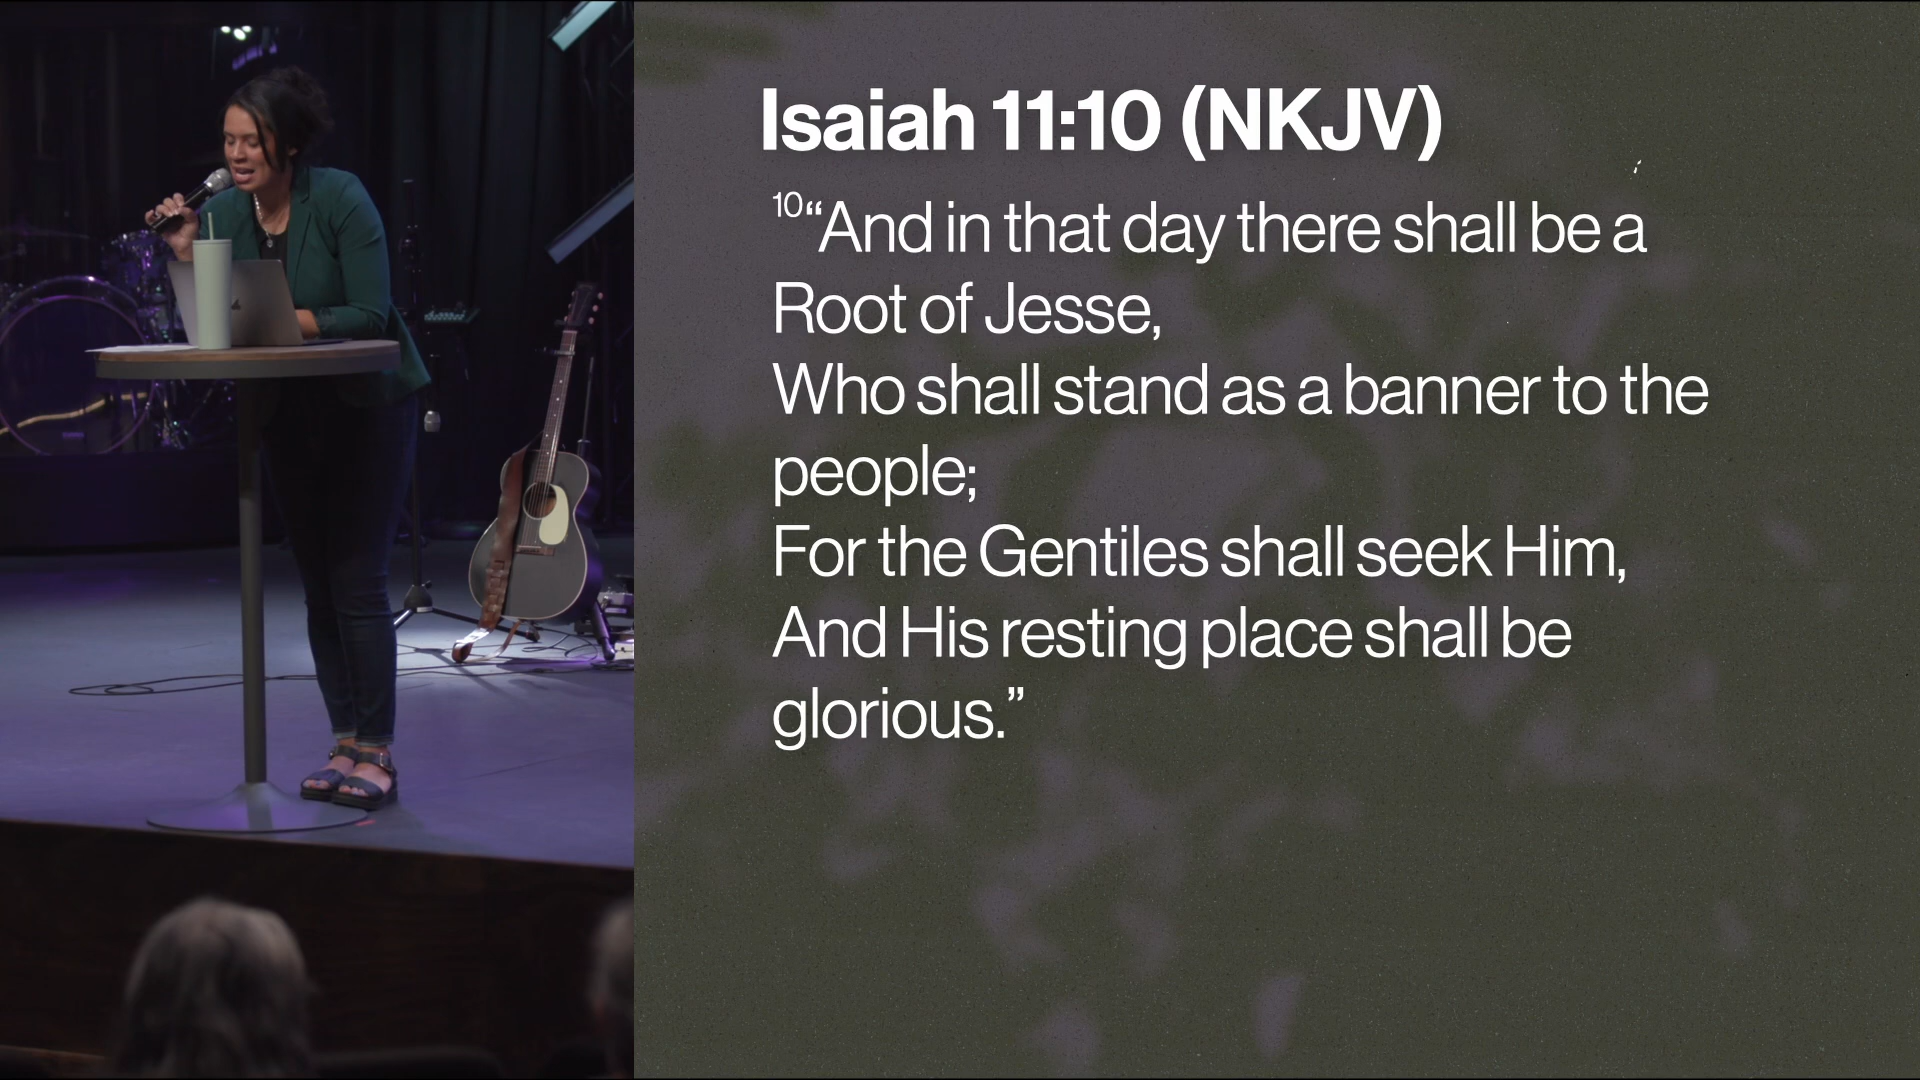 Isaiah 11:10 (NKJV)
10“And in that day there shall be a
Root of Jesse,
Who shall stand as a banner to the
people;
For the Gentiles shall seek Him,
And His resting place shall be
glorious.”